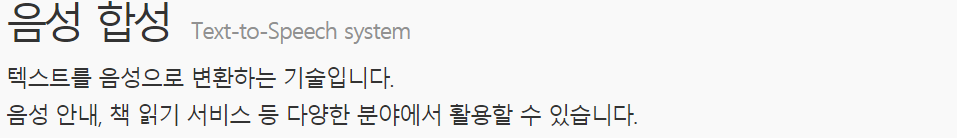 음성 합성 Text-to-Speech system
텍스트를 음성으로 변환하는 기술입니다.
음성 안내, 책 읽기 서비스 등 다양한 분야에서 활용할 수 있습니다.